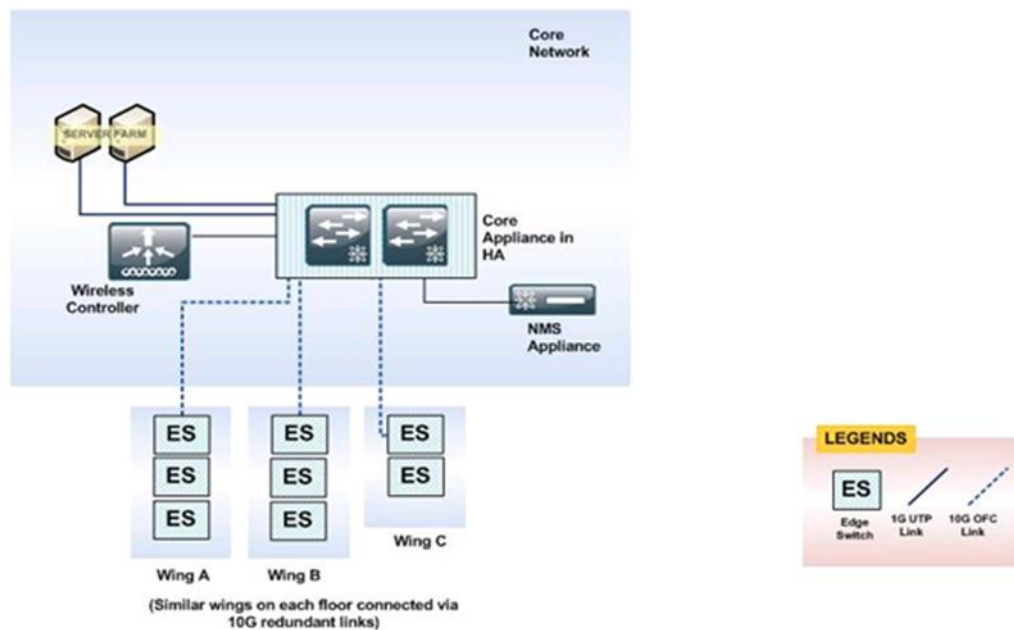 Core
Network
SERVER FARM
Core
Appliance in
HA
Wireless
Controller
NMS
Appliance
ES
ES
ES
ES
ES
ES
ES
ES
Wing A
Wing B
Wing C
(Similar wings on each floor connected via
10G redundant links)
LEGENDS
ES
Edge
Switch
1G UTP
Link
10G OFC
Link